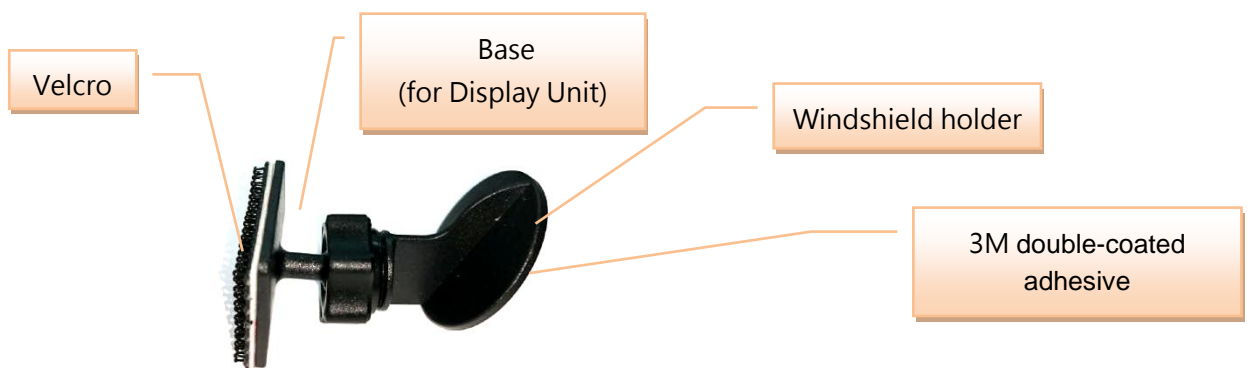 Velcro
Base
(for Display Unit)
Windshield holder
3M double-coated
adhesive